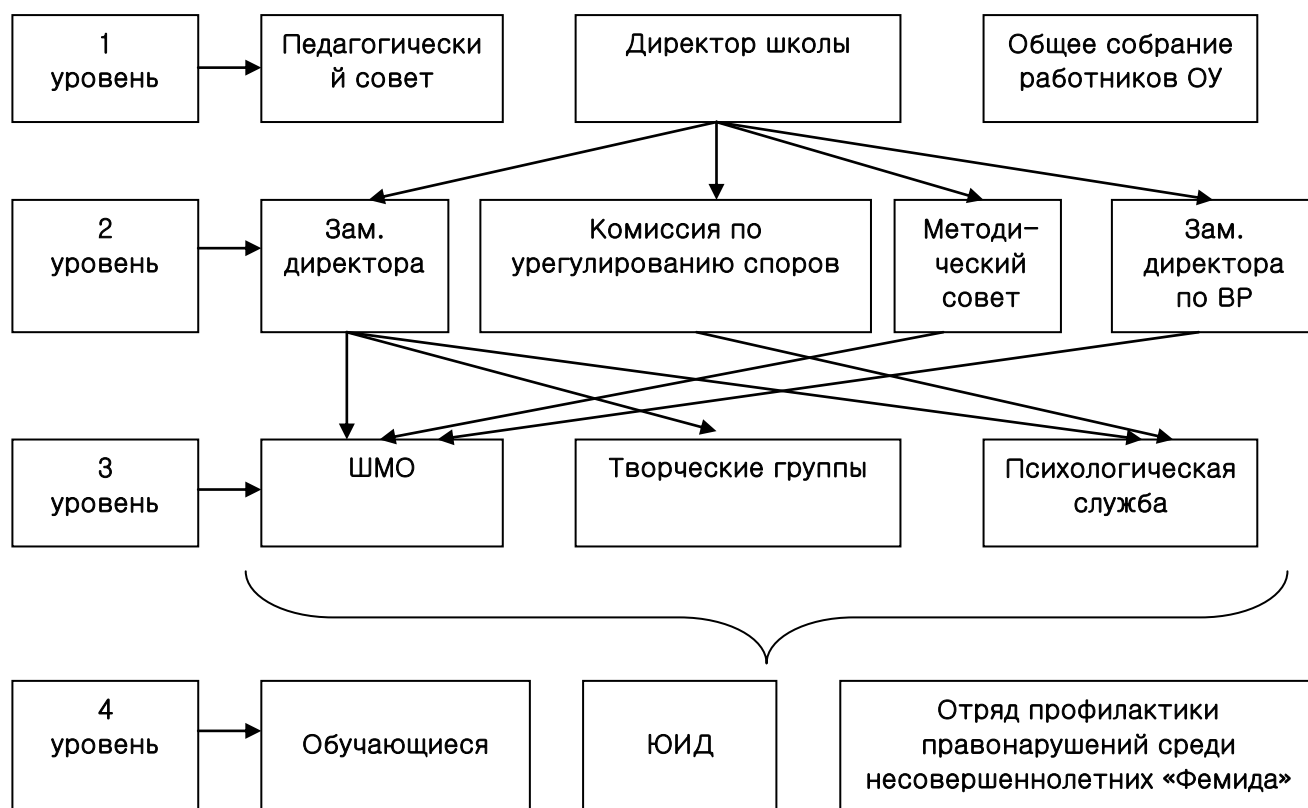 1
уровень
Педагогически
й совет
Директор школы
Общее собрание
работников ОУ
2
уровень
Зам.
директора
Комиссия по
урегулированию споров
Методи-
ческий
совет
Зам.
директора
по ВР
3
уровень
ШМО
Творческие группы
Психологическая
служба
4
уровень
Обучающиеся
ЮИД
Отряд профилактики
правонарушений среди
несовершеннолетних «Фемида»